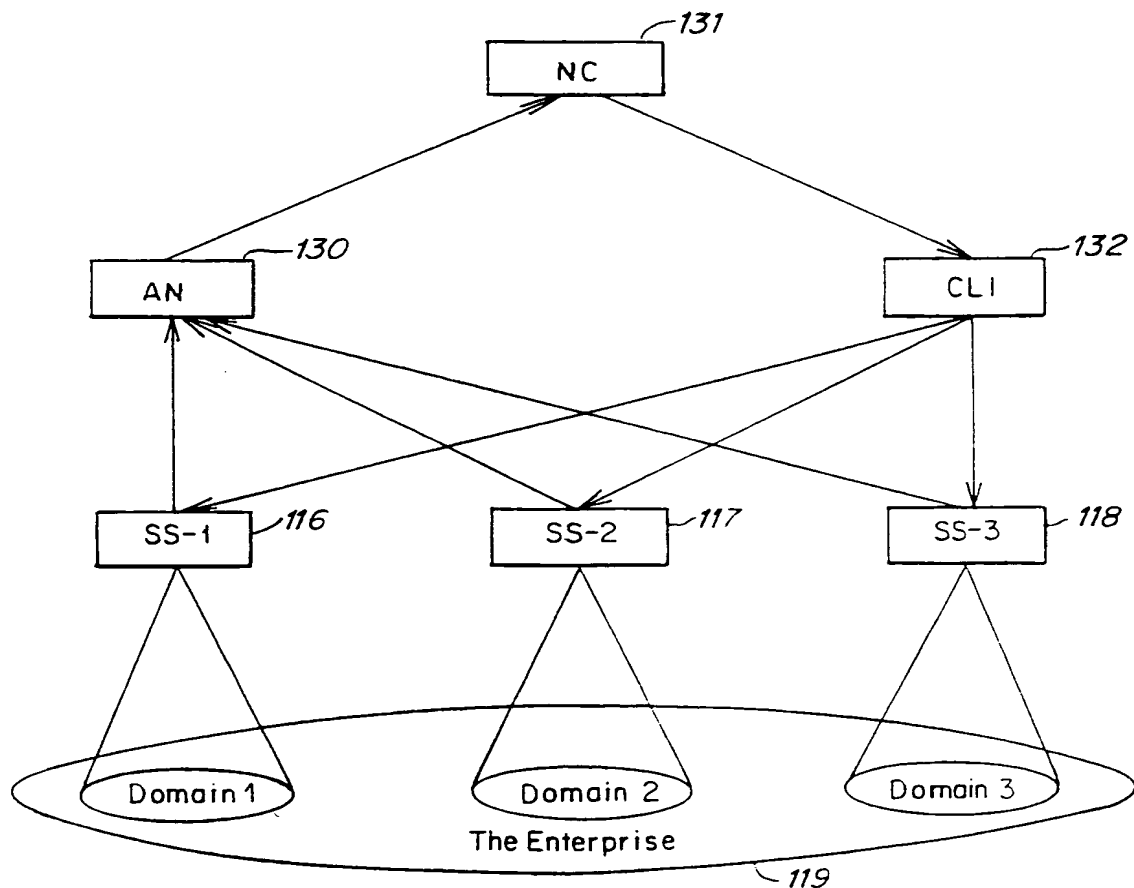 131
NC
130
132
AN
CLI
116
117
118
SS-1
SS-2
SS-3
Domain 1
Domain 2
Domain 3
The Enterprise
119